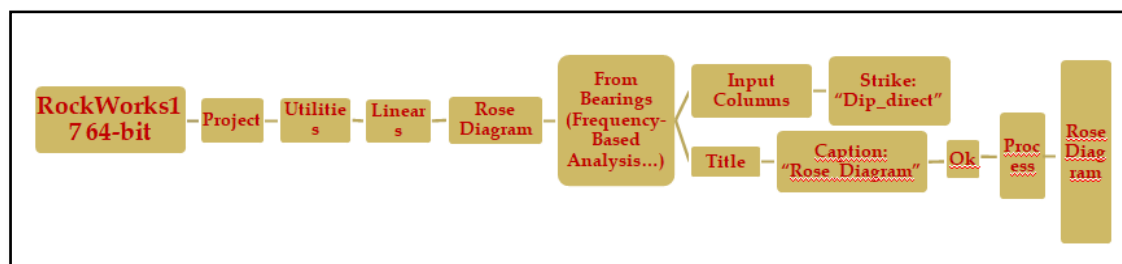 RockWorks1
7 64-bit
Project
Utilitie
s
Linear
s
Rose
Diagram
From
Bearings
(Frequency-
Based
Analysis...)
Input
Columns
Strike:
“Dip_direct”
Title
Caption:
“Rose_Diagram”
Ok
Proc
ess
Rose
Diag
ram